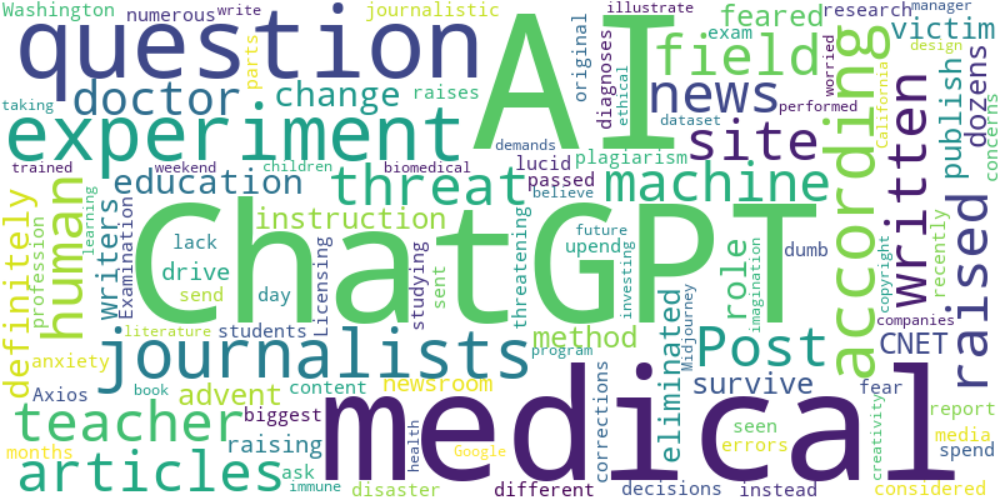 Washington
numerous
write
journalistic
illustrate
research
manager
question
AI
feared
victim
parts
original
exam
field
worried
design
doctor
change
raises
diagnoses
ethical
news
according
California
written
publish
dozens
taking
experiment
dataset
performed
site
concerns
demands
trained
weekend
children
biomedical
lucid
plagiarism
education
threat
passed
machine
believe
definitely
profession
human
learning
writers
Examination
instruction
ChatGPT
raised
lack
drive
send
day
Licensing
studying
sent
threatening
future
upend
investing
role
imagination
dumb
copyright
recently
literature
students
method
eliminated
Midjourney
companies
journalists
program
Post
CNET
anxiety
Axios
book
advent
content
newsroom
survive
fear
teacher
biggest
corrections
medical
seen
creativity
report
months
raising
health
Google
errors
media
articles
ask
spend
immune
disaster
different
decisions
instead
considered